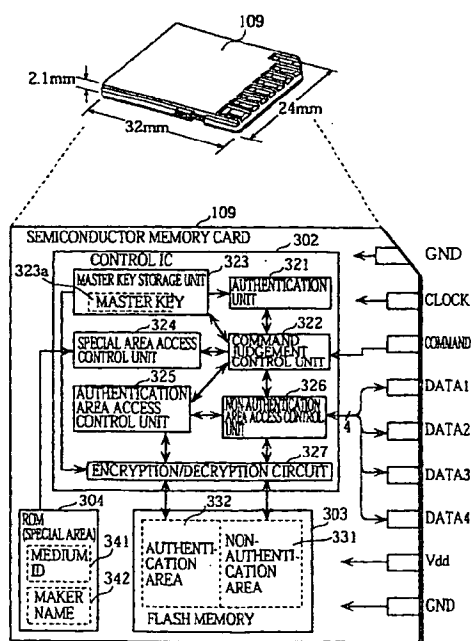 109
2.1mm
24mm
32mm
109
SEMICONDUCTOR MEMORY CARD
302
CONTROL IC
323
MASTER KEY STORAGE UNIT
323a
MASTER KEY
321
AUTHENTICATION UNIT
324
SPECIAL AREA ACCESS
CONTROL UNIT
322
COMMAND
JUDGEMENT
CONTROL UNIT
325
AUTHENTICATION
AREA ACCESS
CONTROL UNIT
326
NON-AUTHENTICATION
AREA ACCESS CONTROL
UNIT
4
327
ENCRYPTION/DECRYPTION CIRCUIT
304
ROM
(SPECIAL AREA)
341
MEDIUM
ID
342
MAKER
NAME
332
303
AUTHENTI-
CATION
AREA
NON-
AUTHENTI-
CATION
AREA
331
FLASH MEMORY
GND
CLOCK
COMMAND
DATA1
DATA2
DATA3
DATA4
Vdd
GND